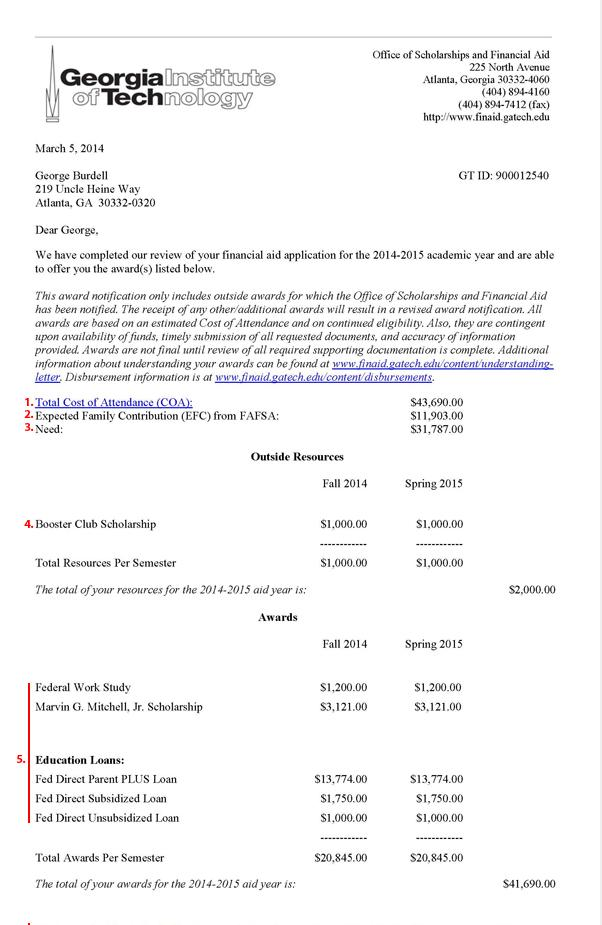 Georgia Institute
of Technology
Office of Scholarships and Financial Aid
225 North Avenue
Atlanta, Georgia 30332-4060
(404) 894-4160
(404) 894-7412 (fax)
http://www.finaid.gatech.edu
March 5, 2014
George Burdell GT ID: 900012540
219 Uncle Heine Way
Atlanta, GA 30332-0320
Dear George,
We have completed our review of your financial aid application for the 2014-2015 academic year and are able
to offer you the award(s) listed below.
This award notification only includes outside awards for which the Office of Scholarships and Financial Aid
has been notified. The receipt of any other/additional awards will result in a revised award notification. All
awards are based on an estimated Cost of Attendance and on continued eligibility. Also, they are contingent
upon availability of funds, timely submission of all requested documents, and accuracy of information
provided. Awards are not final until review of all required supporting documentation is complete. Additional
information about understanding your awards can be found at www.finaid.gatech.edu/content/understanding-
letter. Disbursement information is at www.finaid.gatech.edu/content/disbursements.
1. Total Cost of Attendance (COA): $43,690.00
2. Expected Family Contribution (EFC) from FAFSA: $11,903.00
3. Need: $31,787.00
Outside Resources
Fall 2014 Spring 2015
4. Booster Club Scholarship $1,000.00 $1,000.00
------------ ------------
Total Resources Per Semester $1,000.00 $1,000.00
The total of your resources for the 2014-2015 aid year is: $2,000.00
Awards
Fall 2014 Spring 2015
Federal Work Study $1,200.00 $1,200.00
Marvin G. Mitchell, Jr. Scholarship $3,121.00 $3,121.00
5. Education Loans:
Fed Direct Parent PLUS Loan $13,774.00 $13,774.00
Fed Direct Subsidized Loan $1,750.00 $1,750.00
Fed Direct Unsubsidized Loan $1,000.00 $1,000.00
------------ ------------
Total Awards Per Semester $20,845.00 $20,845.00
The total of your awards for the 2014-2015 aid year is: $41,690.00